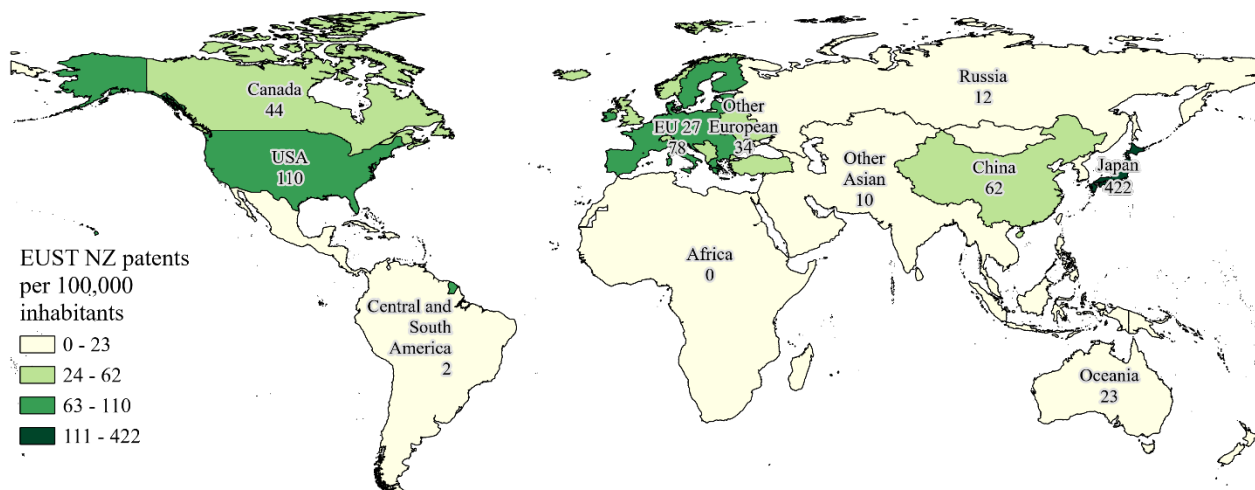 Canada
44
USA
110
Russia
12
Other
EU 27 European
78 34
Other
Asian
10
China
62
Japan
422
Africa
0
Central and
South
America
2
Oceania
23
EUST NZ patents
per 100,000
inhabitants
0 - 23
24 - 62
63 - 110
111 - 422